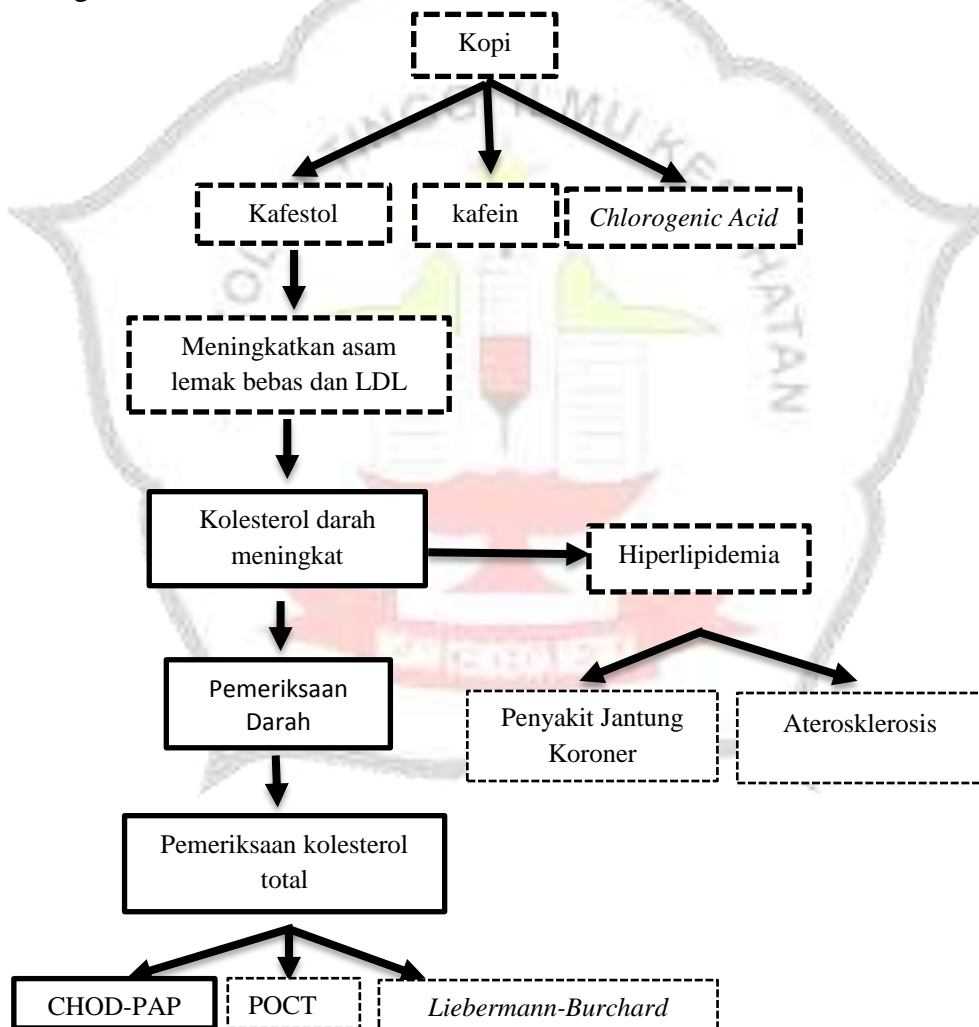 Kopi
Kafestol
kafein
Chlorogenic Acid
Meningkatkan asam
lemak bebas dan LDL
Kolesterol darah
meningkat
Hiperlipidemia
Pemeriksaan
Darah
Penyakit Jantung
Koroner
Aterosklerosis
Pemeriksaan kolesterol
total
CHOD-PAP
POCT
Liebermann-Burchard